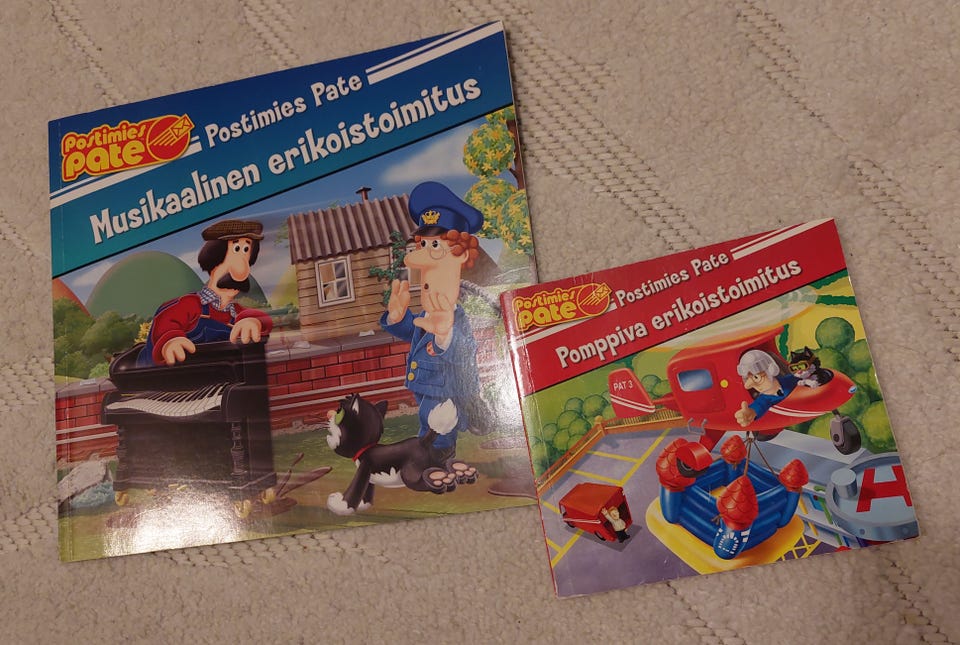 Postimies
Pate
Postimies Pate
Musikaalinen erikoistoimitus
Postimies
Pate
Postimies Pate
Pomppiva erikoistoimitus
PAT 3
H